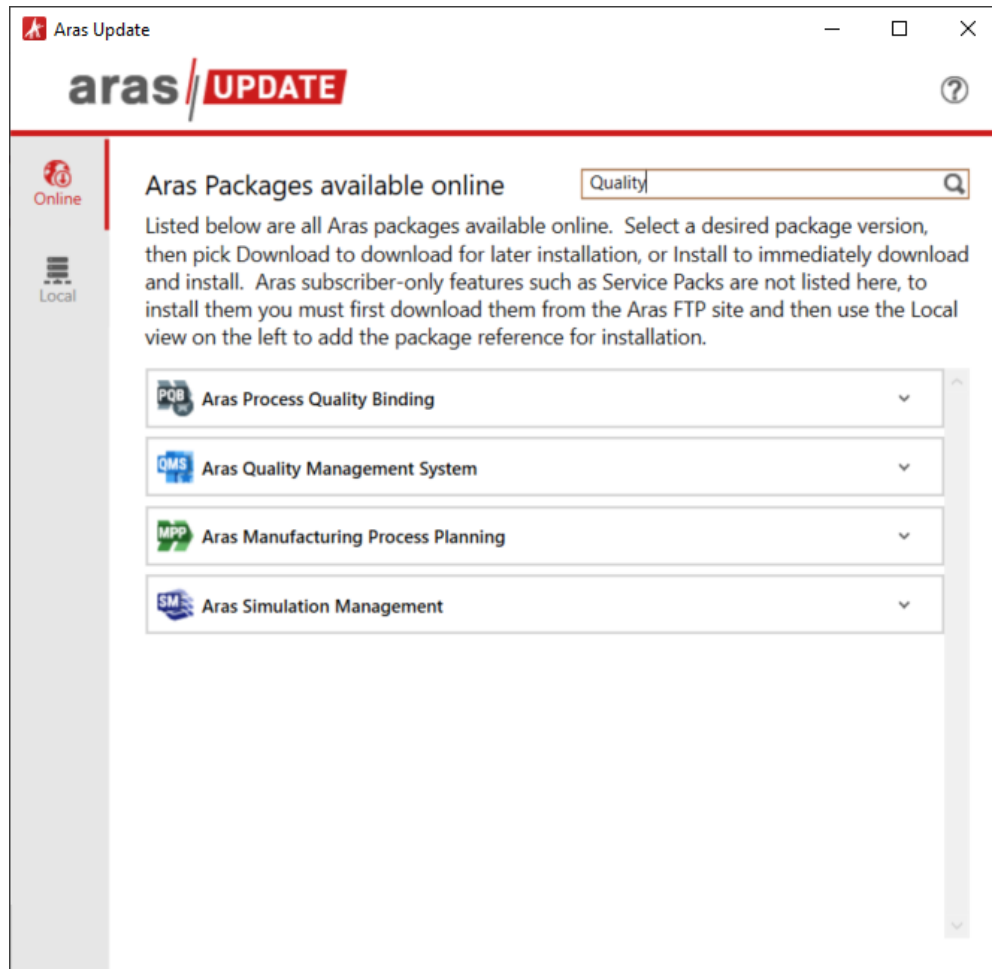 Aras Update
aras UPDATE
?
Online
Local
Aras Packages available online
Quality
Listed below are all Aras packages available online. Select a desired package version,
then pick Download to download for later installation, or Install to immediately download
and install. Aras subscriber-only features such as Service Packs are not listed here, to
install them you must first download them from the Aras FTP site and then use the Local
view on the left to add the package reference for installation.
PQB Aras Process Quality Binding
QMS Aras Quality Management System
MPP Aras Manufacturing Process Planning
SM Aras Simulation Management